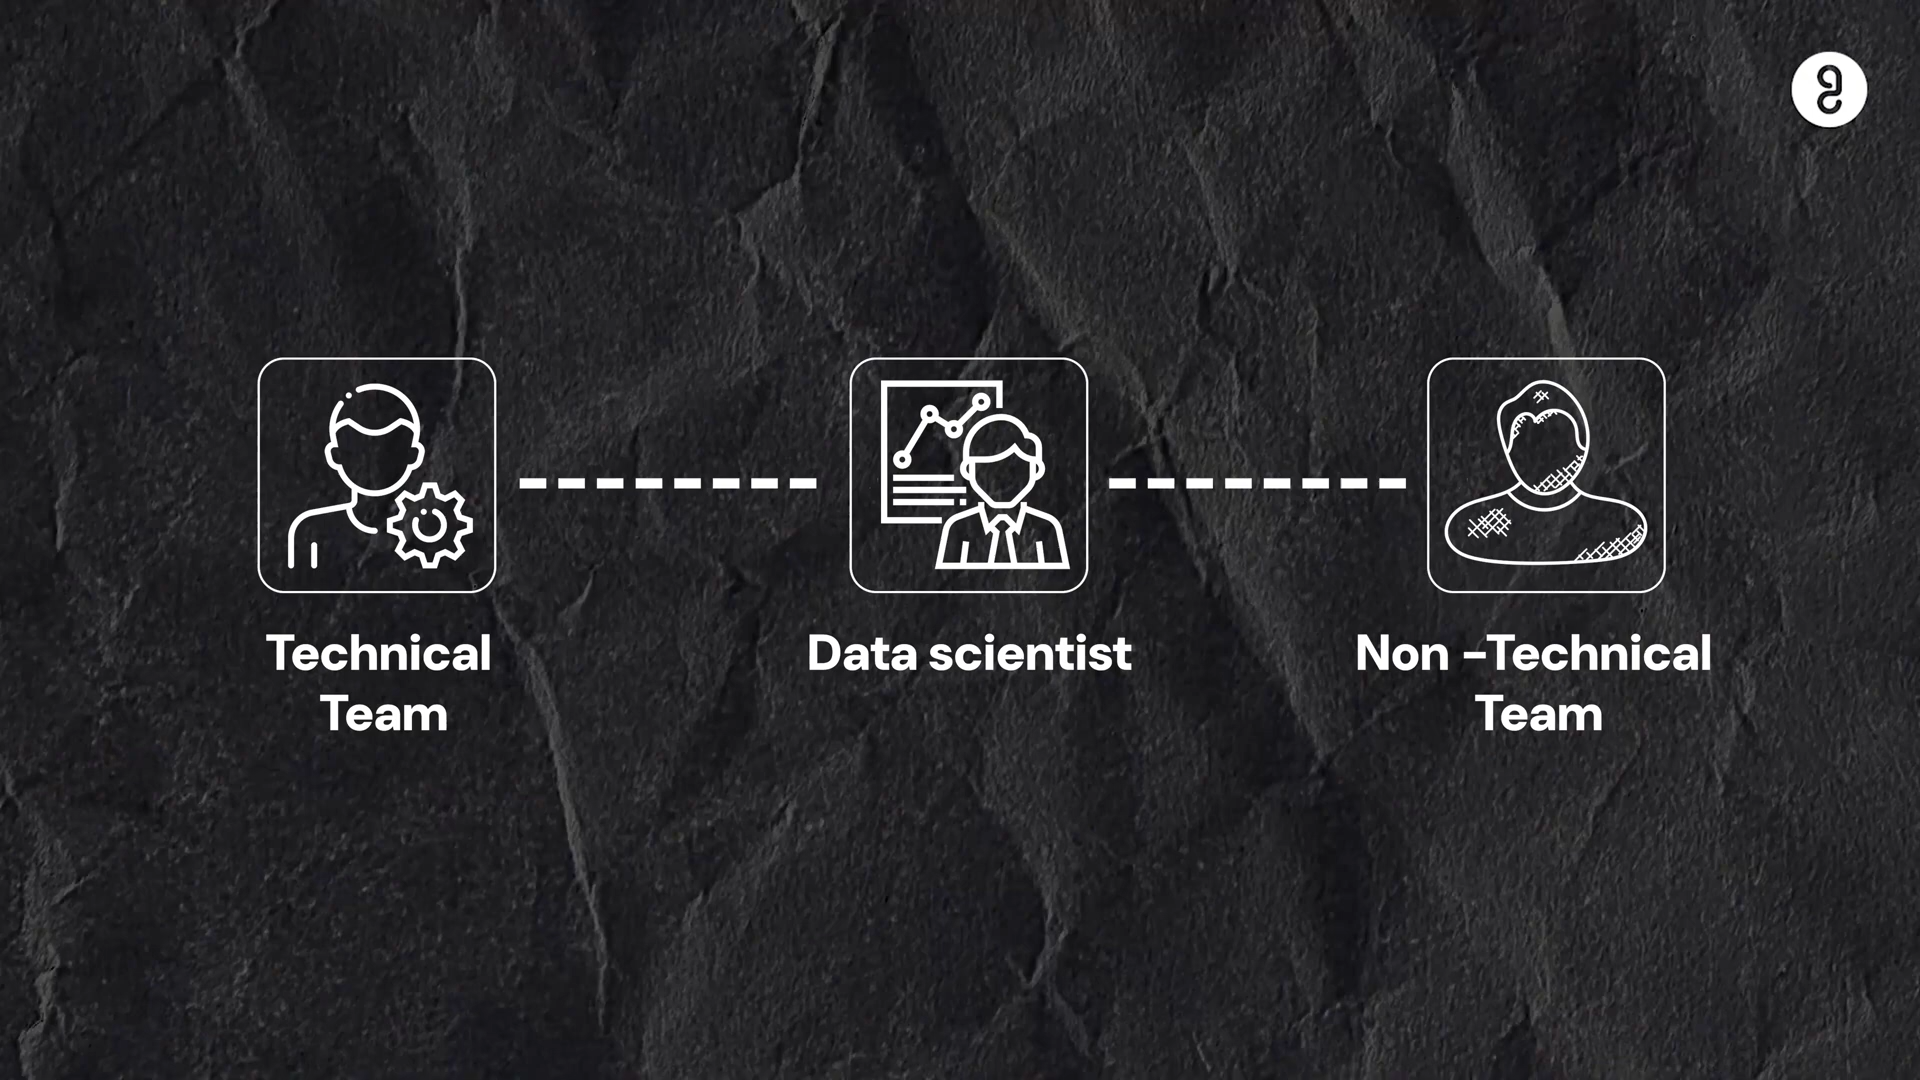 Technical
Team
Data scientist
Non –Technical
Team